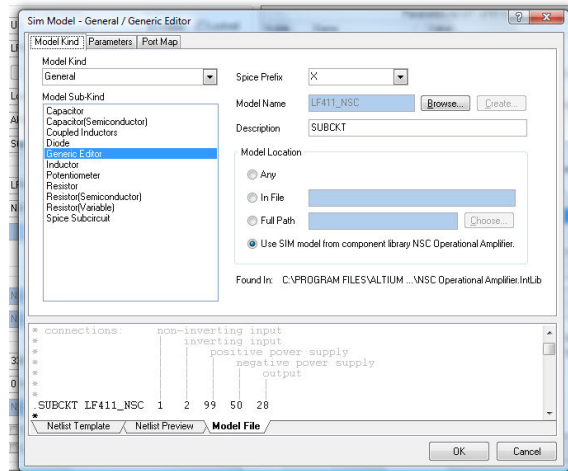 Sim Model - General / Generic Editor
Model Kind Parameters Port Map
Model Kind
General
Spice Prefix X
Model Sub-Kind
Capacitor
Capacitor(Semiconductor)
Coupled Inductors
Diode
Generic Editor
Inductor
Potentiometer
Resistor
Resistor(Semiconductor)
Resistor(Variable)
Spice Subcircuit
Model Name LF411_NSC Browse... Create...
Description SUBCKT
Model Location
Any
In File
Full Path Choose...
Use SIM model from component library NSC Operational Amplifier.
Found In: C:\PROGRAM FILES\ALTIUM ...\NSC Operational Amplifier.IntLib
* connections: non-inverting input
* | inverting input
* | | positive power supply
* | | | negative power supply
* | | | | output
* | | | | |
* | | | | |
.SUBCKT LF411_NSC 1 2 99 50 28
*
Netlist Template Netlist Preview Model File
OK Cancel